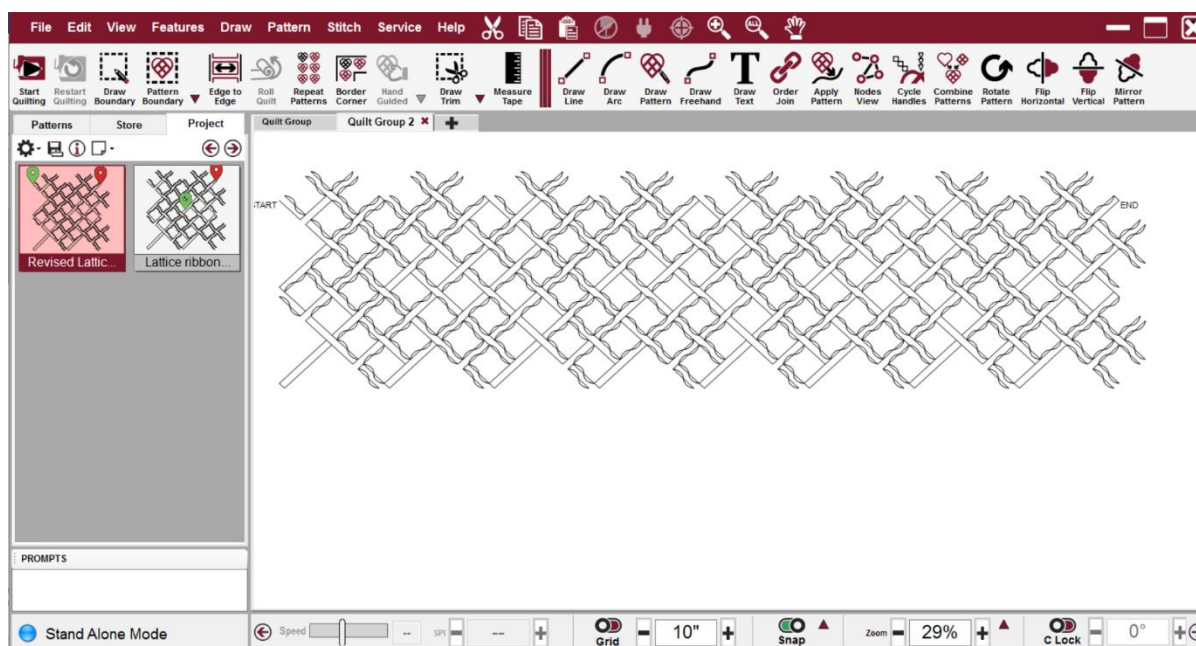 File Edit View Features Draw Pattern Stitch Service Help
Start Quilting
Restart Quilting
Draw Boundary
Pattern Boundary
Edge to Edge
Roll Quilt
Repeat Patterns
Border Corner
Hand Guided
Draw Trim
Measure Tape
Draw Line
Draw Arc
Draw Pattern
Draw Freehand
Draw Text
Order Join
Apply Pattern
Nodes View
Cycle Handles
Combine Patterns
Rotate Pattern
Flip Horizontal
Flip Vertical
Mirror Pattern
Patterns Store Project
Quilt Group Quilt Group 2
Revised Lattic... Lattice ribbon...
TART END
PROMPTS
Stand Alone Mode
Speed -- SPI -- Grid 10" Snap Zoom 29% C Lock 0°